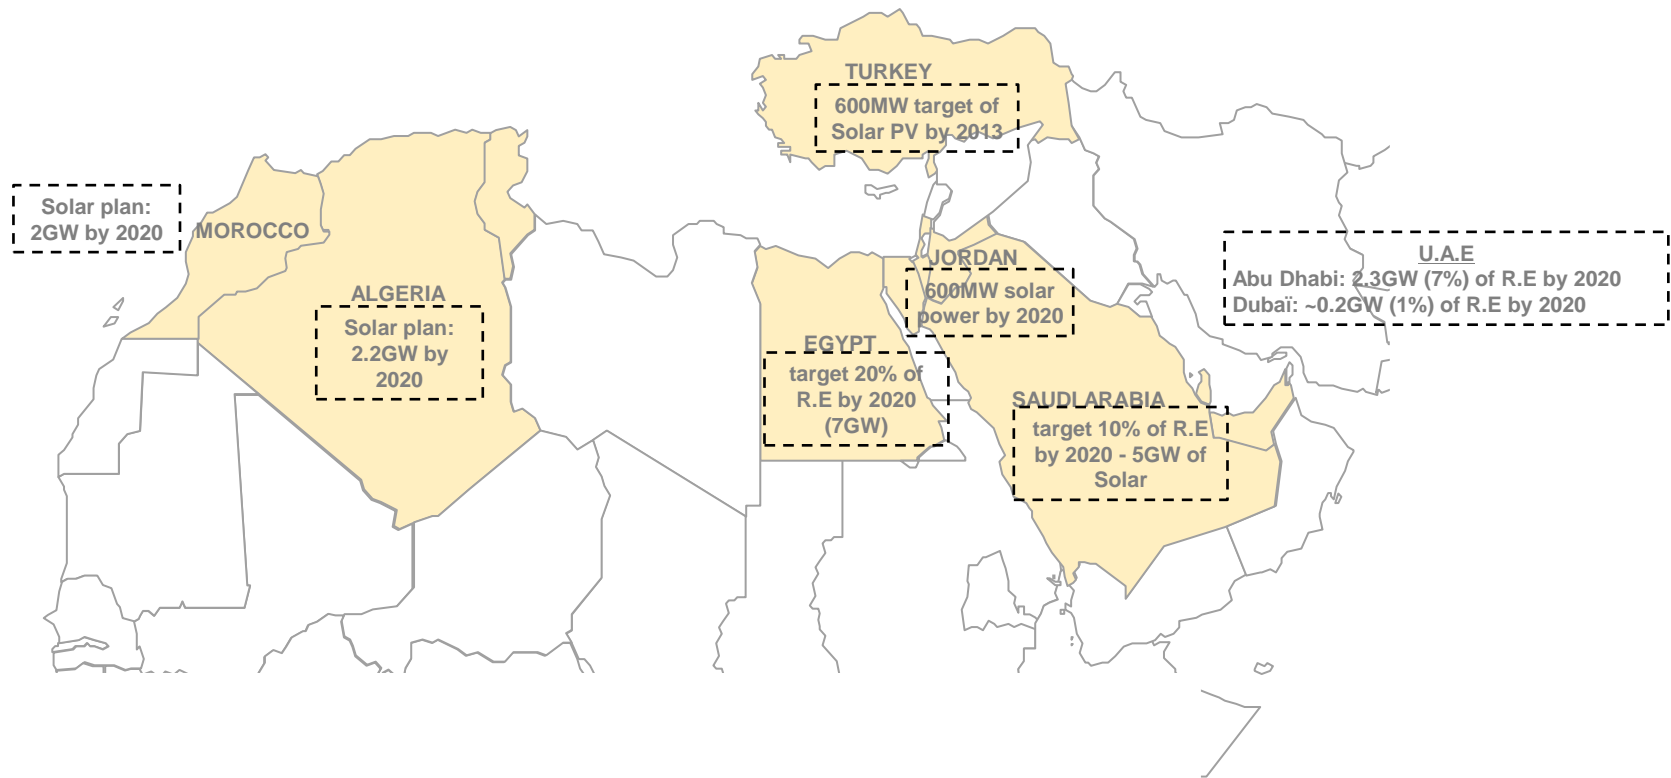 TURKEY
600MW target of
Solar PV by 2013
Solar plan:
2GW by 2020
MOROCCO
ALGERIA
Solar plan:
2.2GW by
2020
JORDAN
600MW solar
power by 2020
U.A.E
Abu Dhabi: 2.3GW (7%) of R.E by 2020
Dubaï: ~0.2GW (1%) of R.E by 2020
EGYPT
target 20% of
R.E by 2020
(7GW)
SAUDI ARABIA
target 10% of R.E
by 2020 - 5GW of
Solar